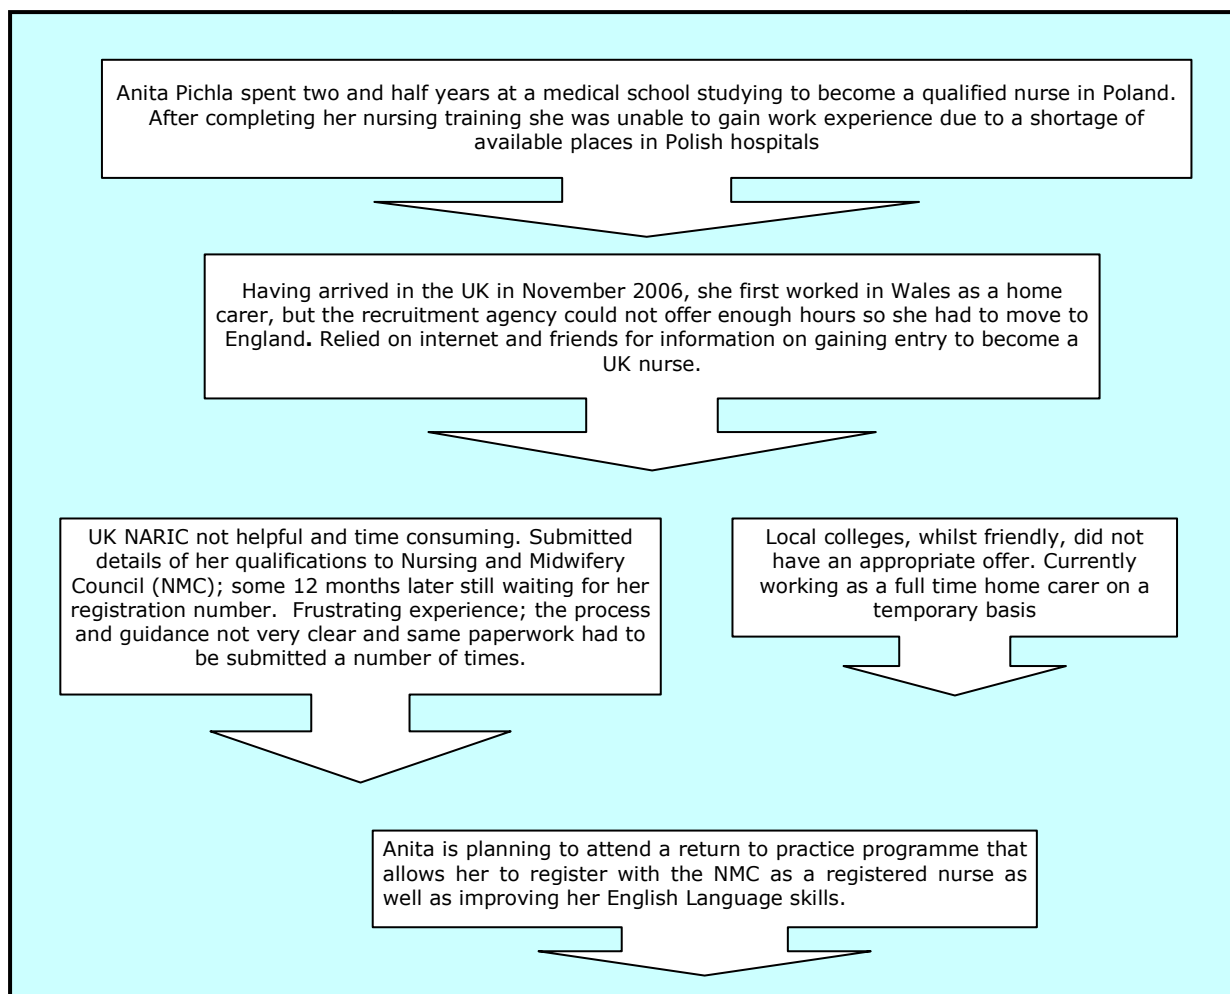 Anita Pichla spent two and half years at a medical school studying to become a qualified nurse in Poland.
After completing her nursing training she was unable to gain work experience due to a shortage of
available places in Polish hospitals
Having arrived in the UK in November 2006, she first worked in Wales as a home
carer, but the recruitment agency could not offer enough hours so she had to move to
England. Relied on internet and friends for information on gaining entry to become a
UK nurse.
UK NARIC not helpful and time consuming. Submitted
details of her qualifications to Nursing and Midwifery
Council (NMC); some 12 months later still waiting for her
registration number.  Frustrating experience; the process
and guidance not very clear and same paperwork had to
be submitted a number of times.
Local colleges, whilst friendly, did not
have an appropriate offer. Currently
working as a full time home carer on a
temporary basis
Anita is planning to attend a return to practice programme that
allows her to register with the NMC as a registered nurse as
well as improving her English Language skills.